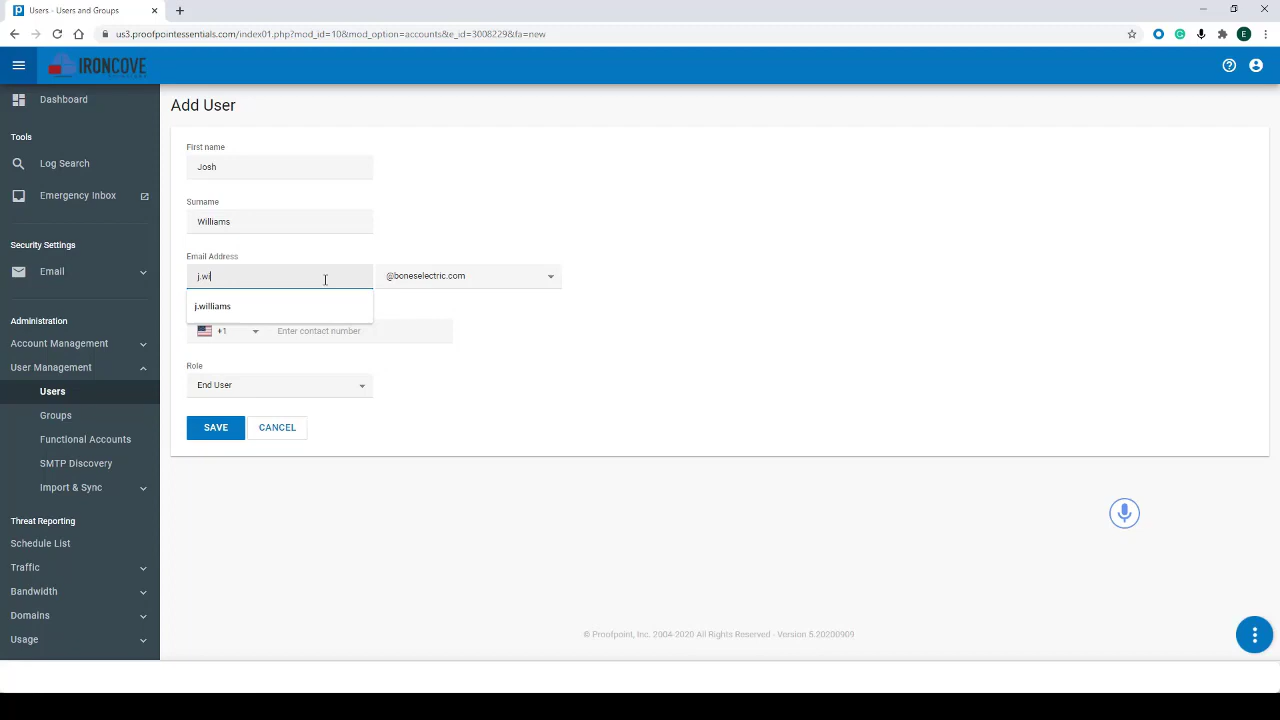 Users - Users and Groups
us3.proofpointessentials.com/index01.php?mod_id=10&mod_option=accounts&e_id=3008229&fa=new
E
IRONCOVE
Dashboard
Tools
Log Search
Emergency Inbox
Security Settings
Email
Administration
Account Management
User Management
Users
Groups
Functional Accounts
SMTP Discovery
Import & Sync
Threat Reporting
Schedule List
Traffic
Bandwidth
Domains
Usage
Add User
First name
Josh
Surname
Williams
Email Address
j.wi @boneselectric.com
j.williams
+1 Enter contact number
Role
End User
SAVE CANCEL
© Proofpoint, Inc. 2004-2020 All Rights Reserved - Version 5.20200909